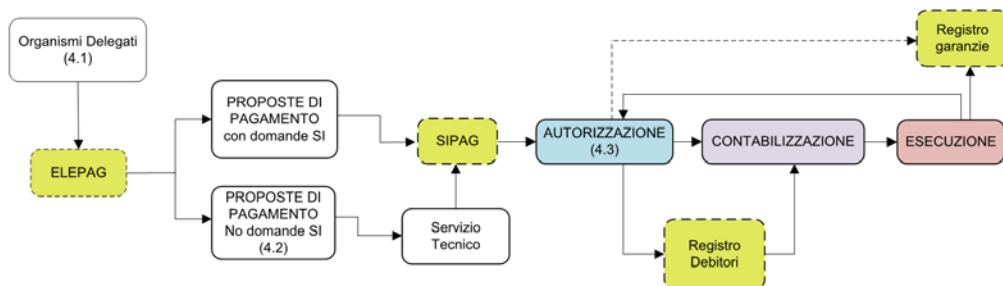 Organismi Delegati
(4.1)
ELEPAG
PROPOSTE DI
PAGAMENTO
con domande SI
PROPOSTE DI
PAGAMENTO
No domande SI
(4.2)
Servizio
Tecnico
SIPAG
AUTORIZZAZIONE
(4.3)
Registro
Debitori
CONTABILIZZAZIONE
ESECUZIONE
Registro
garanzie